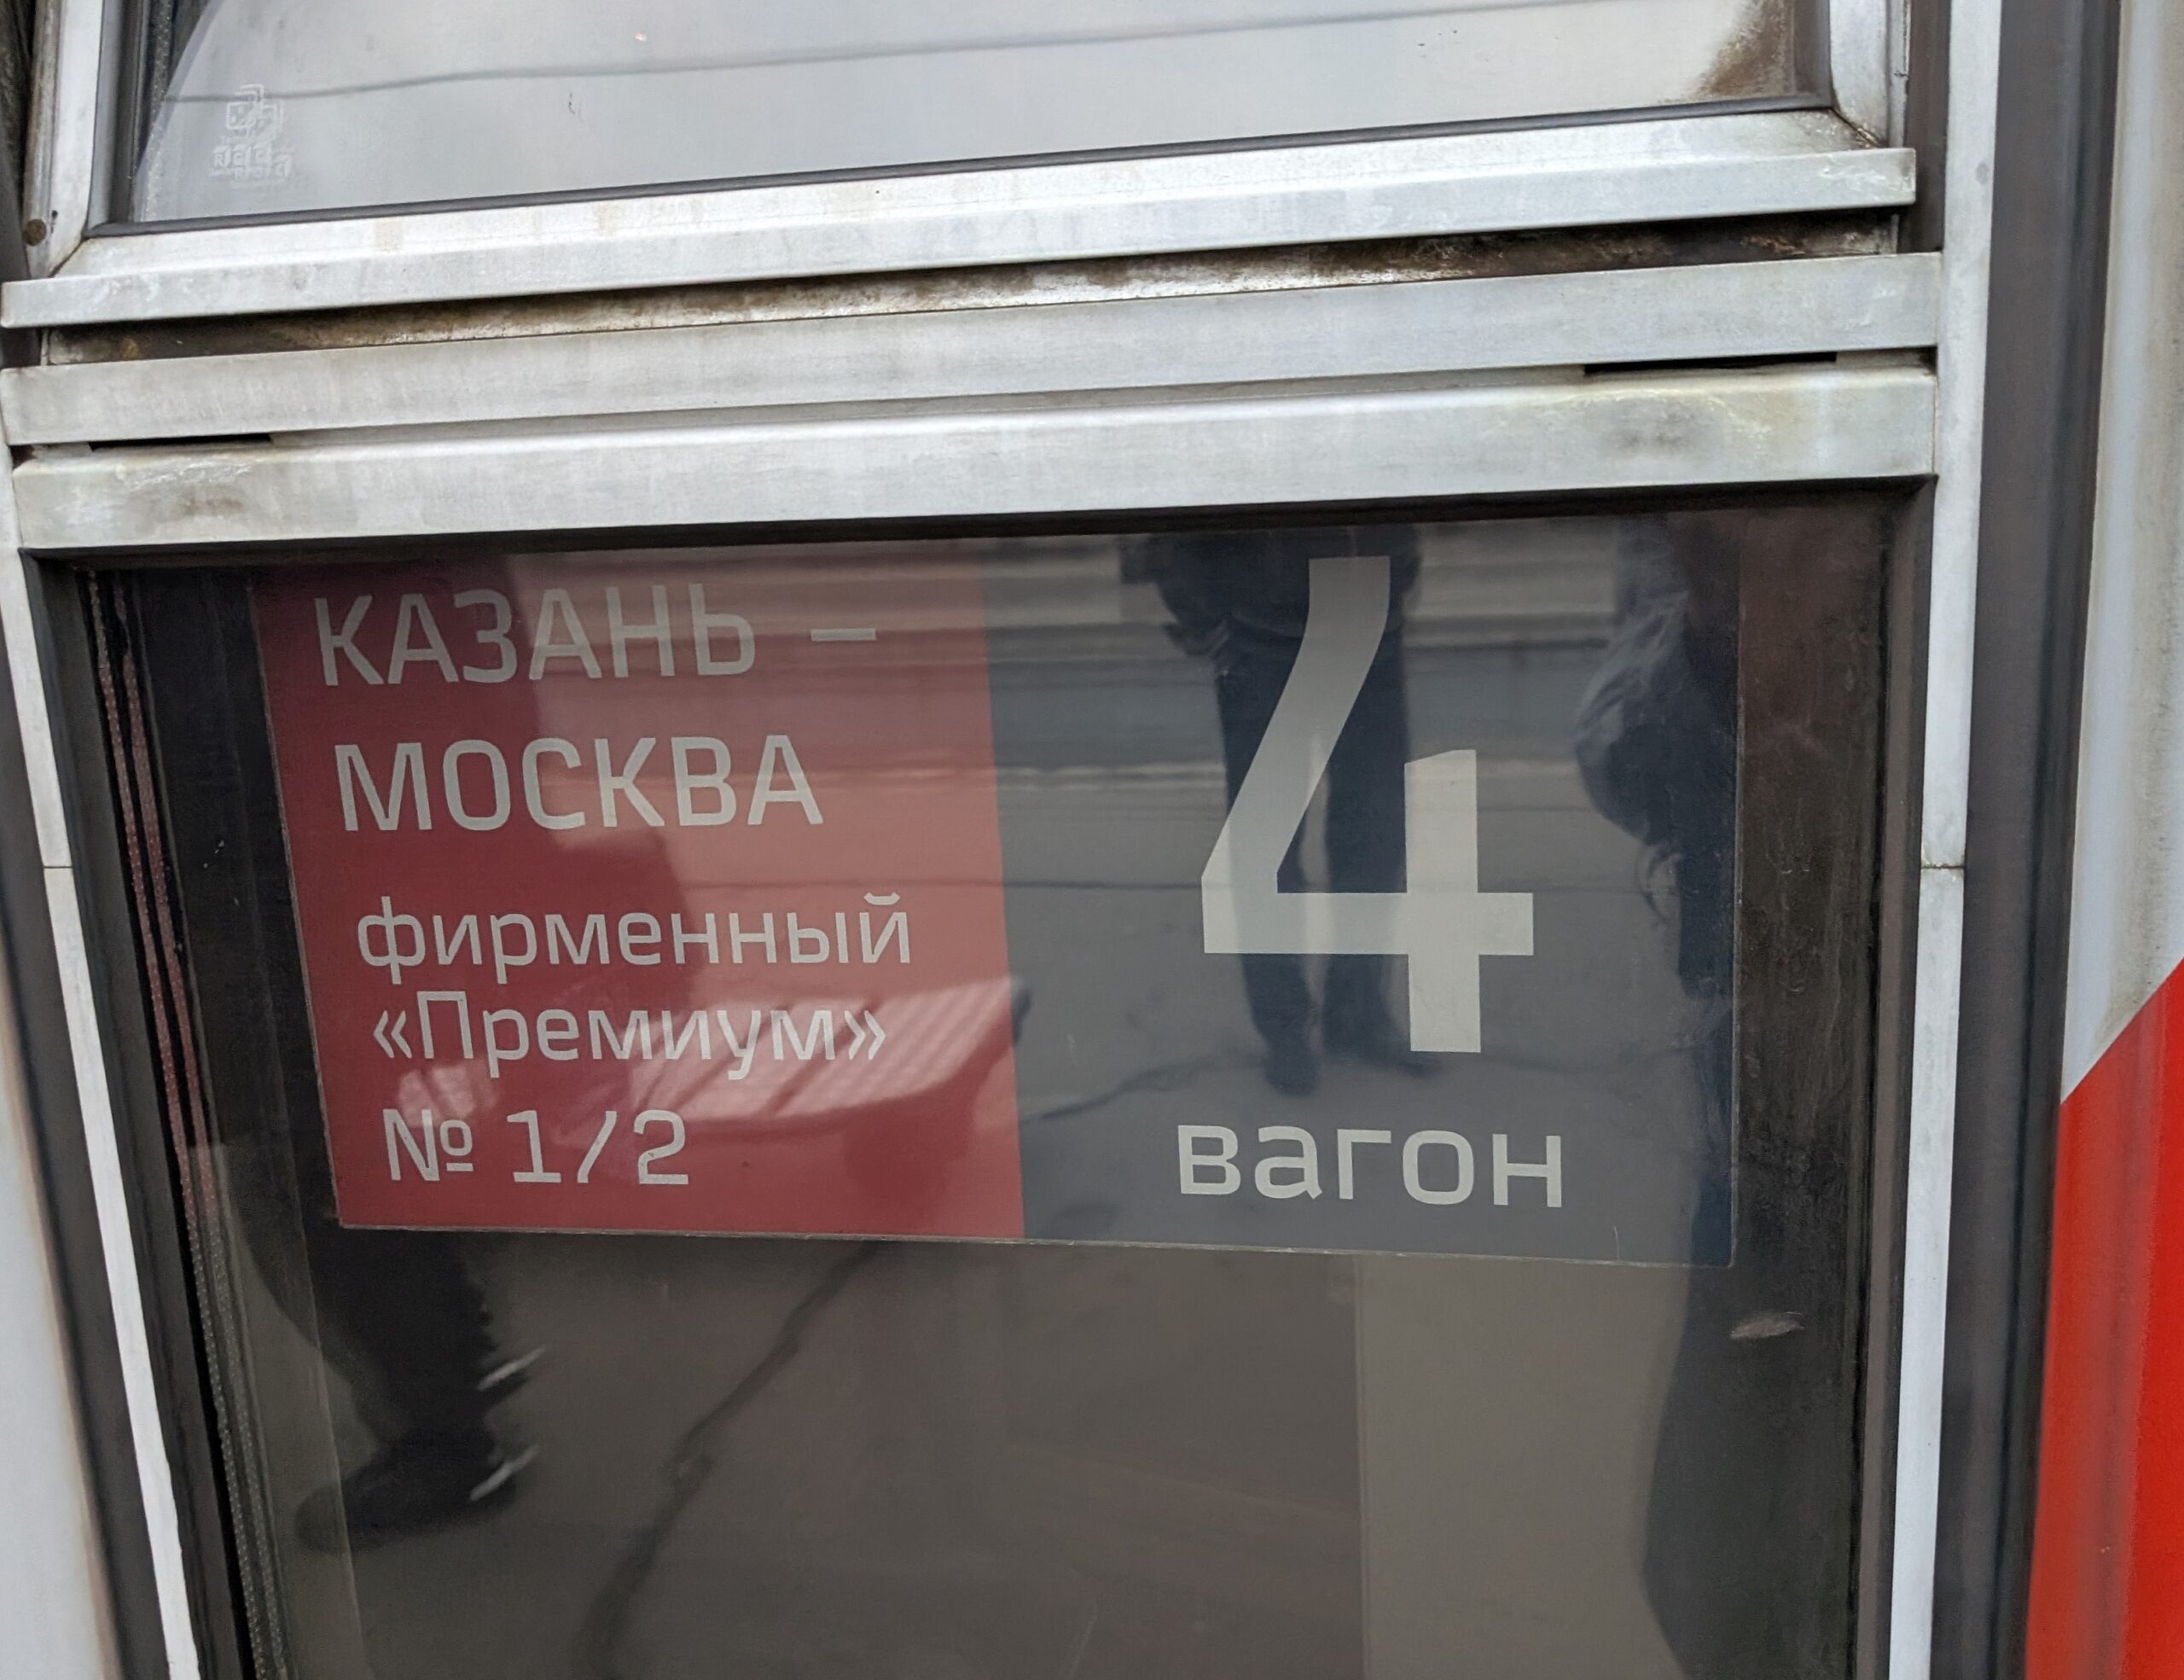 КАЗАНЬ –
МОСКВА
фирменный
«Премиум»
№ 1/2
4
вагон